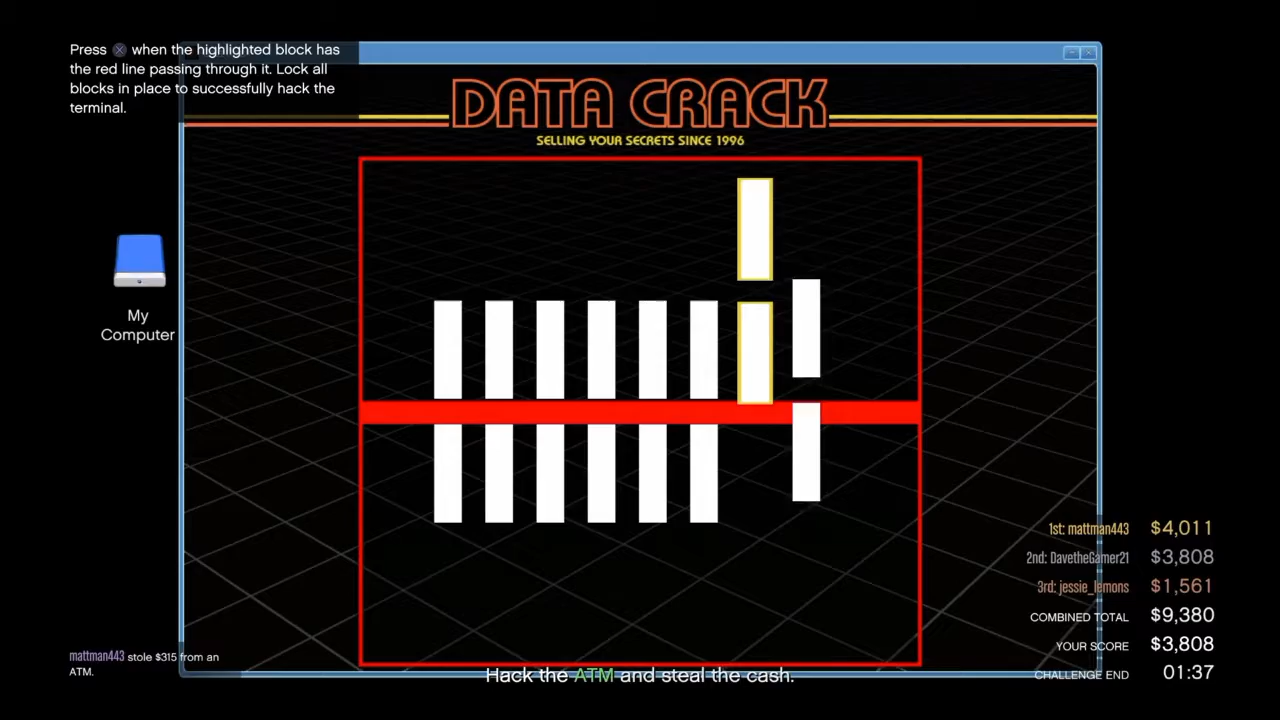 Press ⓧ when the highlighted block has
the red line passing through it. Lock all
blocks in place to successfully hack the
terminal.
DATA CRACK
SELLING YOUR SECRETS SINCE 1996
My
Computer
1st: mattman443 $4,011
2nd: DavetheGamer21 $3,808
3rd: jessie_lemons $1,561
COMBINED TOTAL $9,380
YOUR SCORE $3,808
CHALLENGE END 01:37
mattman443 stole $315 from an
ATM.
Hack the ATM and steal the cash.